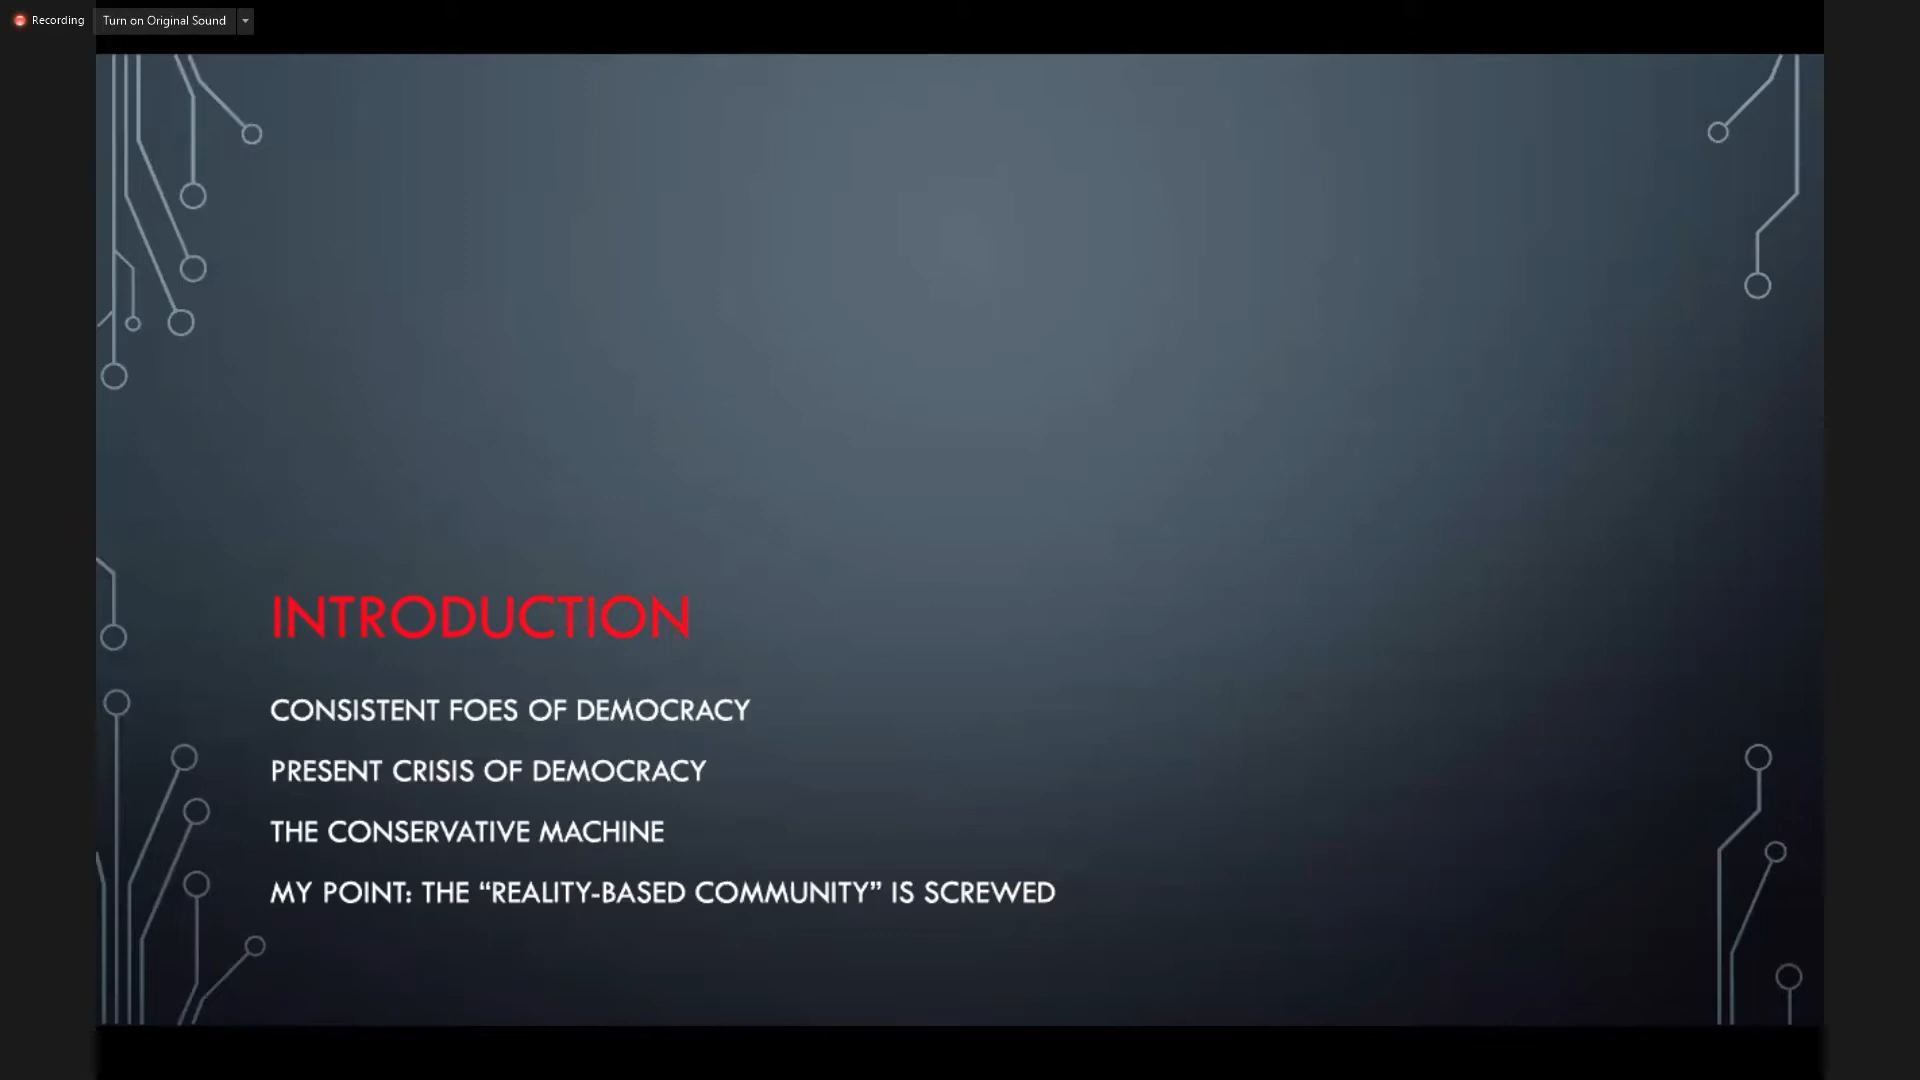 Recording
Turn on Original Sound
INTRODUCTION
CONSISTENT FOES OF DEMOCRACY
PRESENT CRISIS OF DEMOCRACY
THE CONSERVATIVE MACHINE
MY POINT: THE “REALITY-BASED COMMUNITY” IS SCREWED